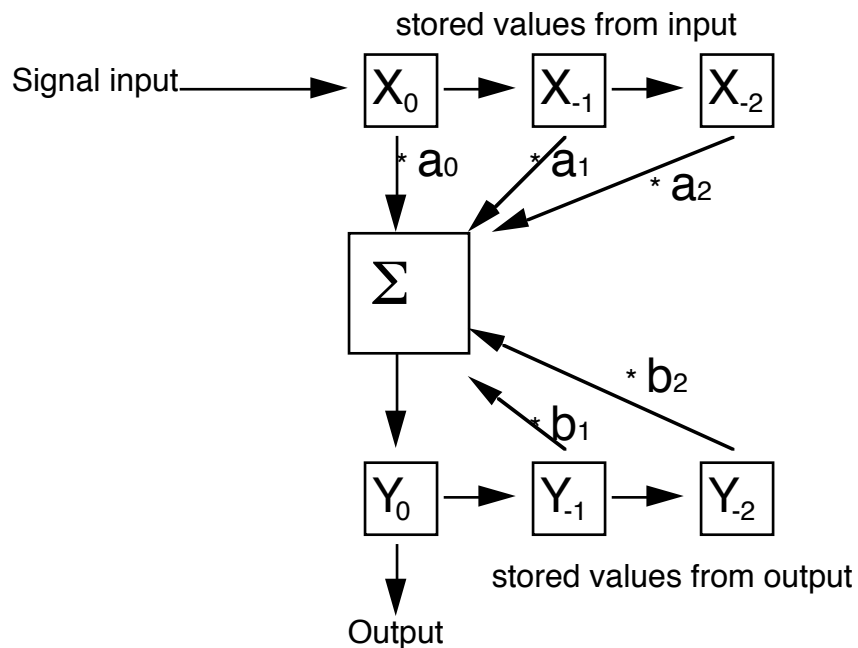 stored values from input
Signal input
X₀ X₋₁ X₋₂
* a₀ * a₁ * a₂
Σ
* b₂
* b₁
Y₀ Y₋₁ Y₋₂
stored values from output
Output